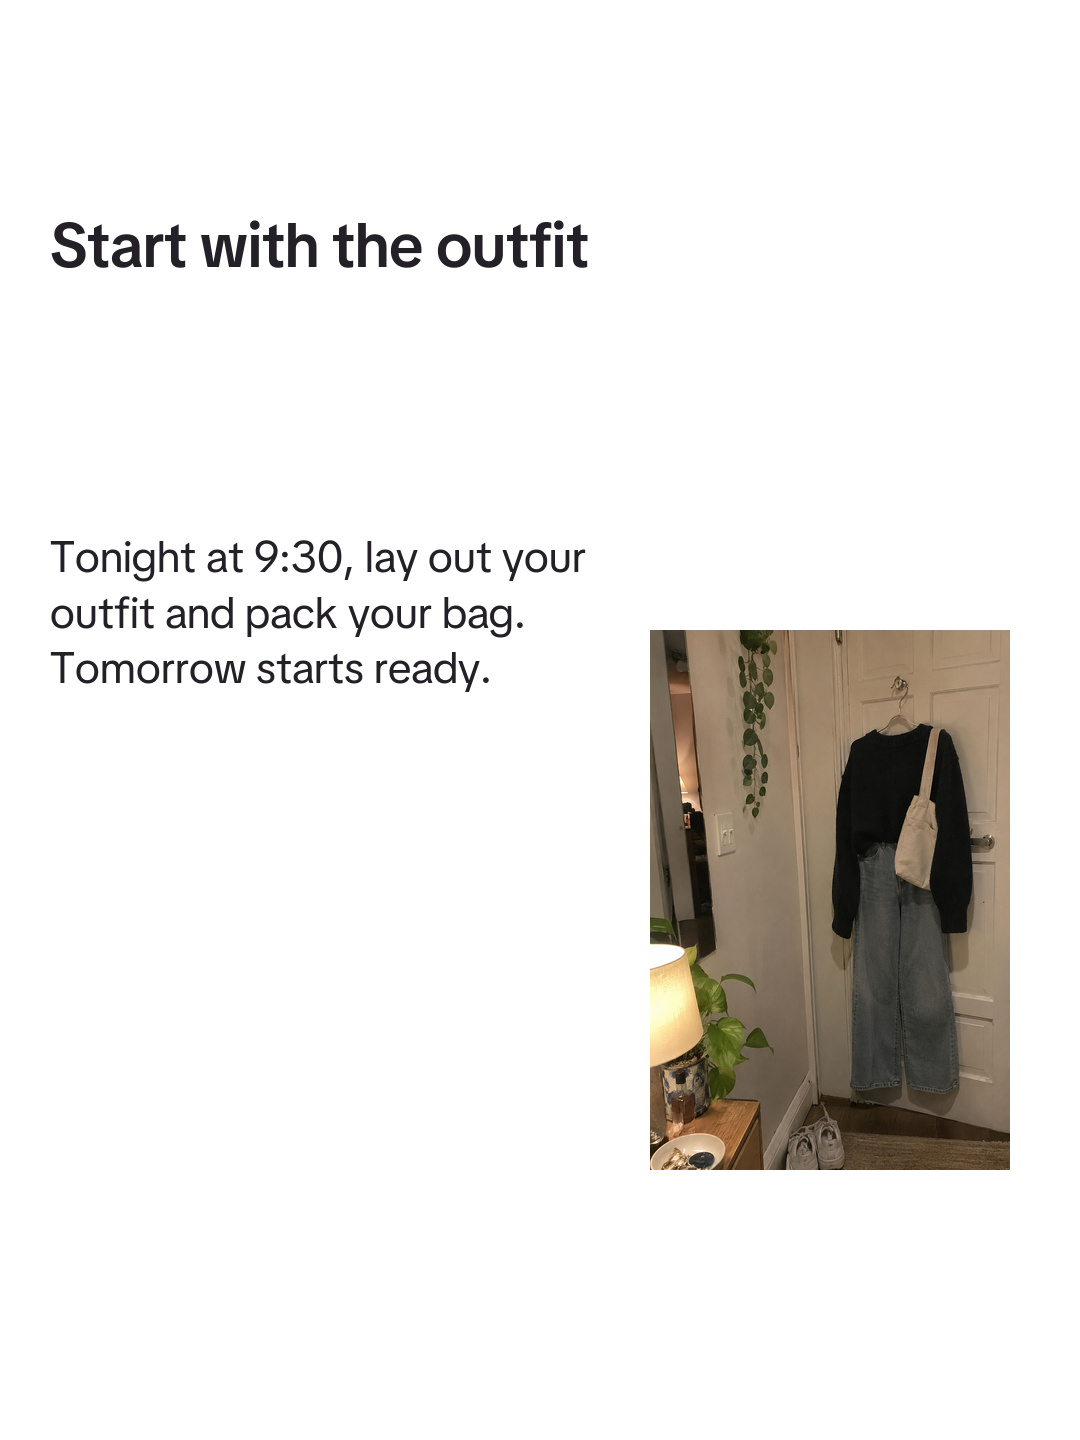 Start with the outfit
Tonight at 9:30, lay out your
outfit and pack your bag.
Tomorrow starts ready.